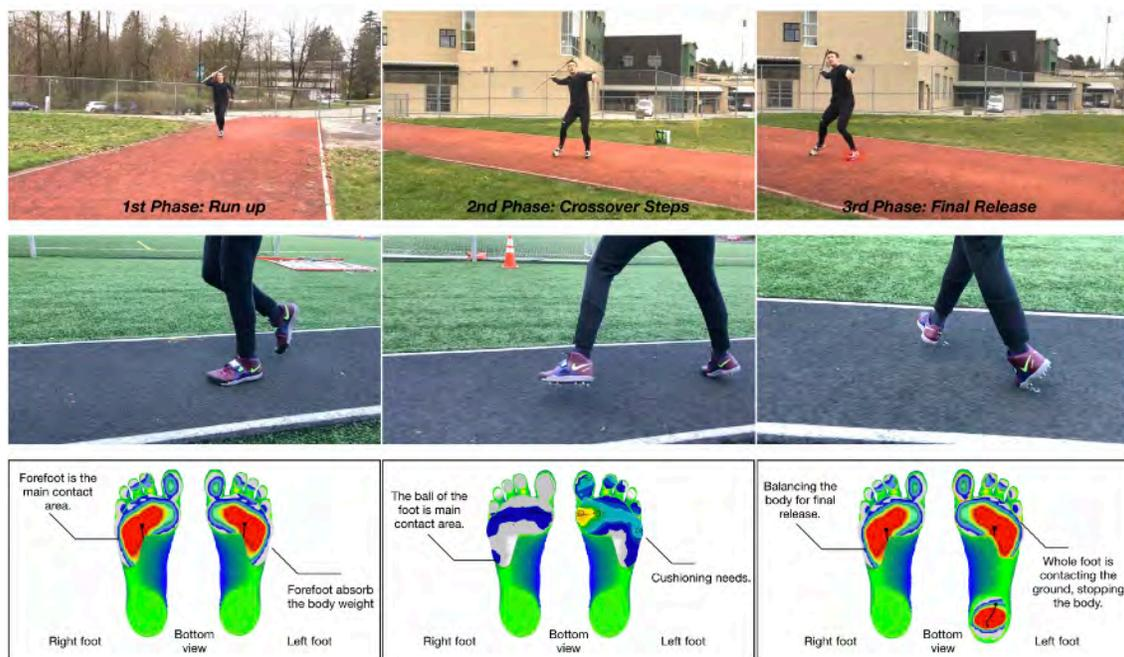 1st Phase: Run up
2nd Phase: Crossover Steps
3rd Phase: Final Release
Forefoot is the
main contact
area.
Forefoot absorb
the body weight
Right foot
Bottom
view
Left foot
The ball of the
foot is main
contact area.
Cushioning needs.
Right foot
Bottom
view
Left foot
Balancing the
body for final
release.
Whole foot is
contacting the
ground, stopping
the body.
Right foot
Bottom
view
Left foot